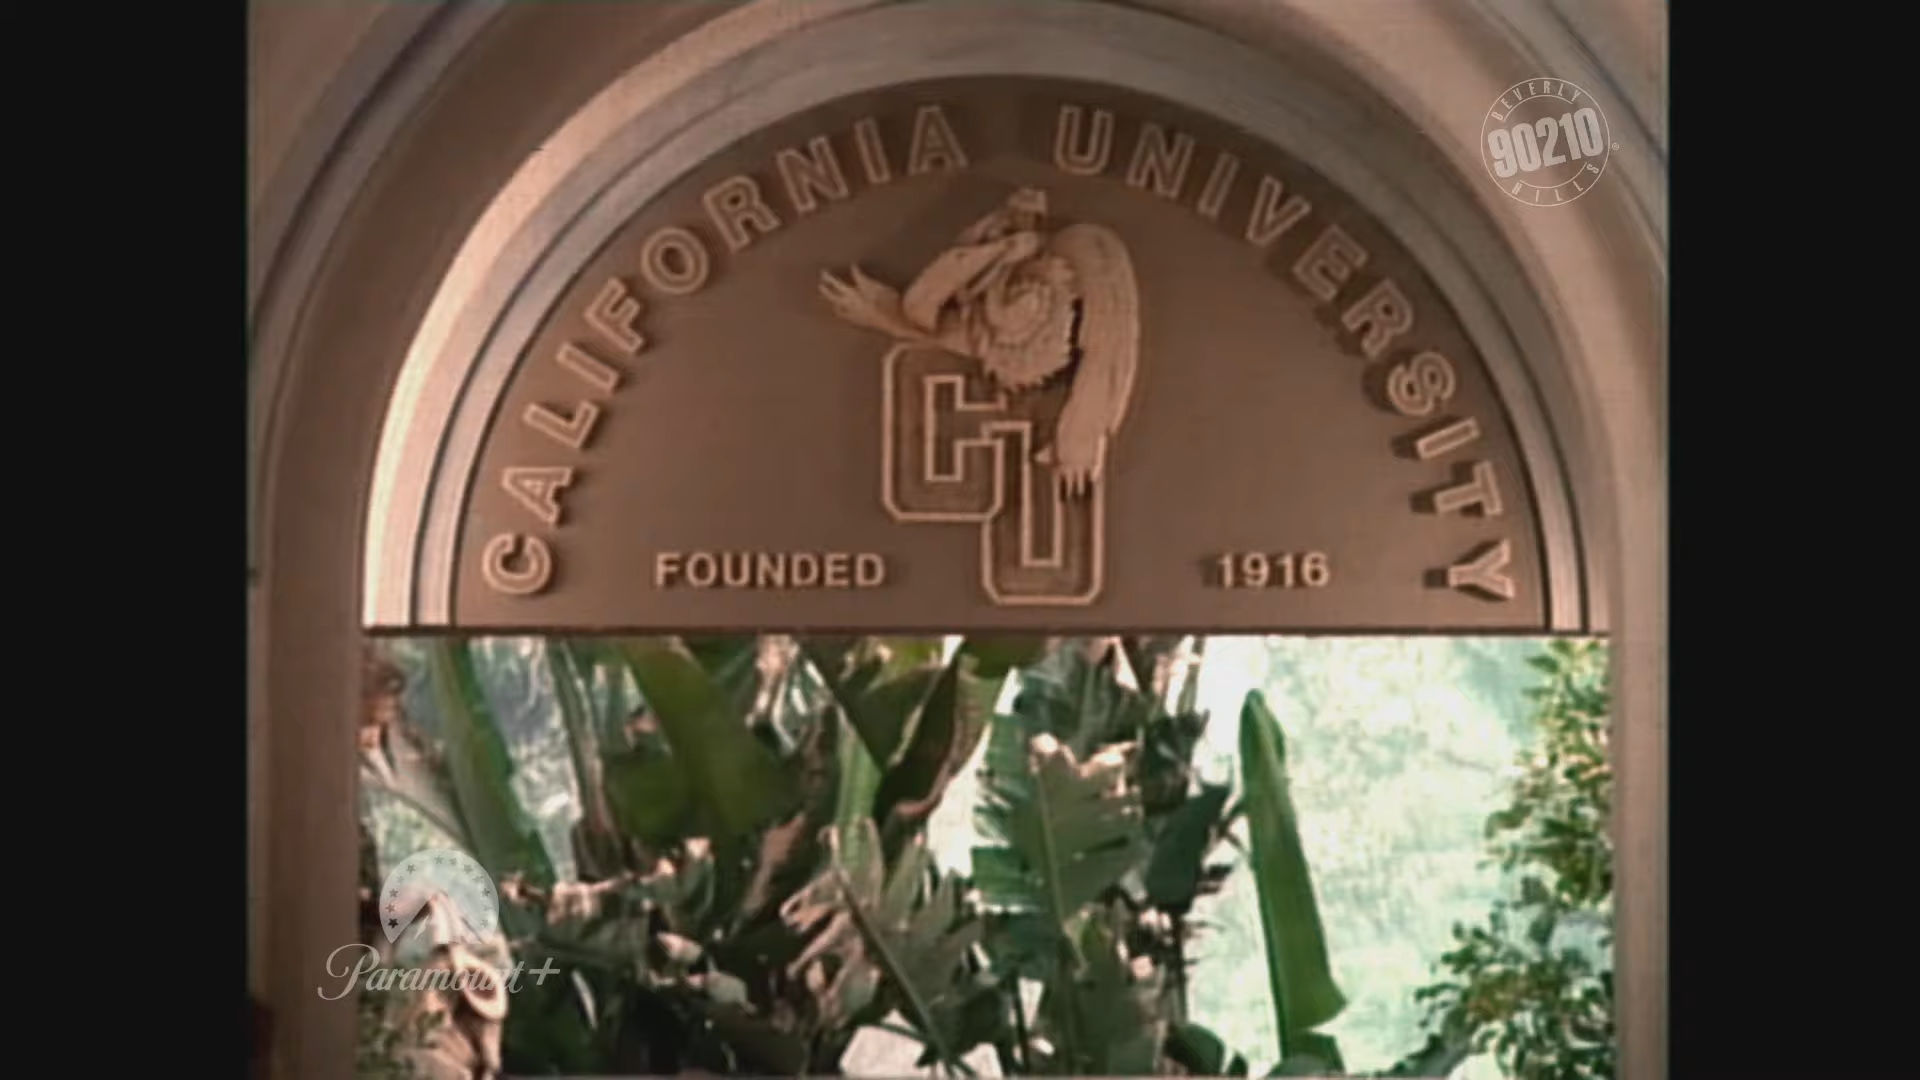 CALIFORNIA UNIVERSITY
CU
FOUNDED 1916
BEVERLY
90210
HILLS
Paramount+